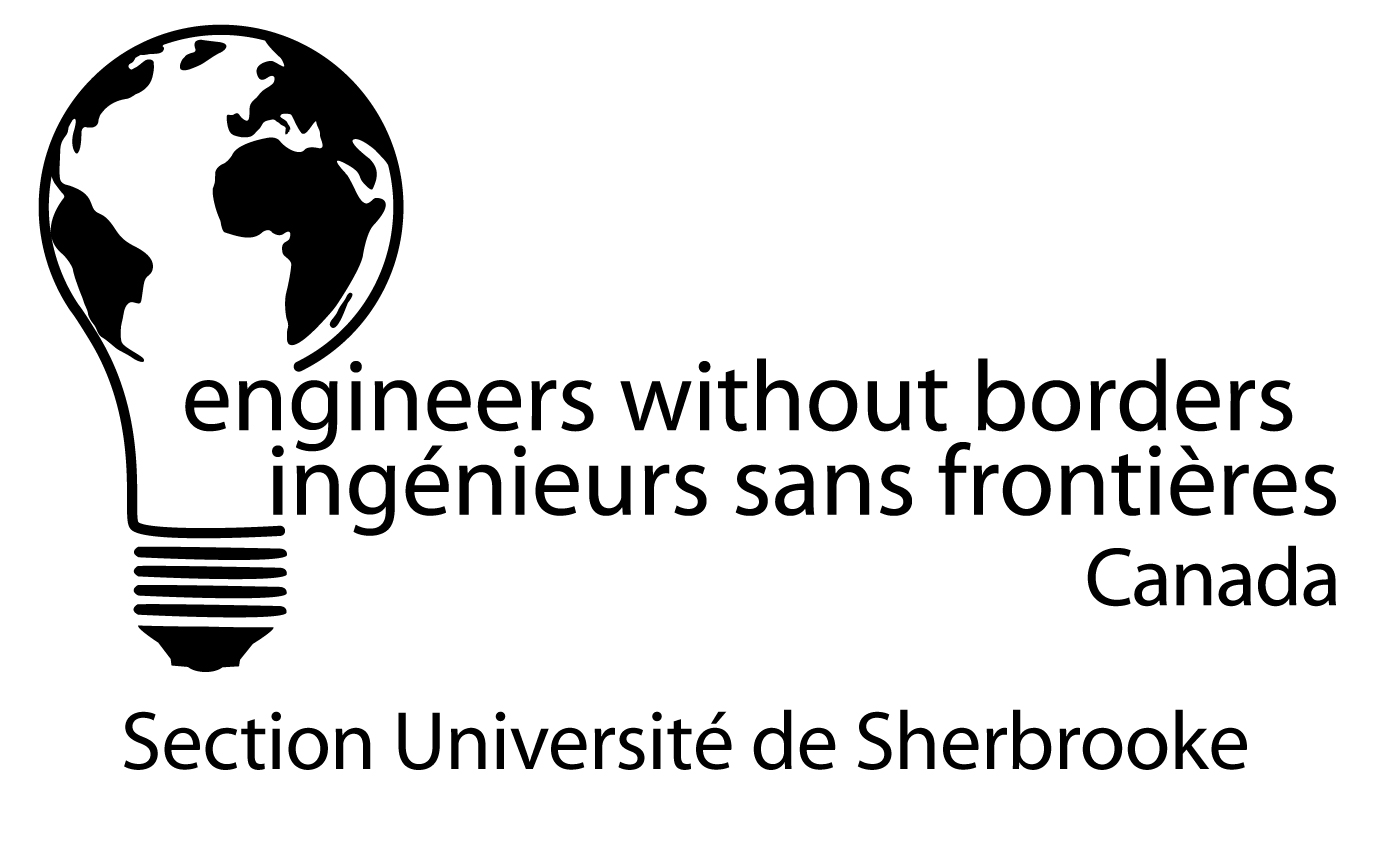 engineers without borders
ingénieurs sans frontières
Canada
Section Université de Sherbrooke